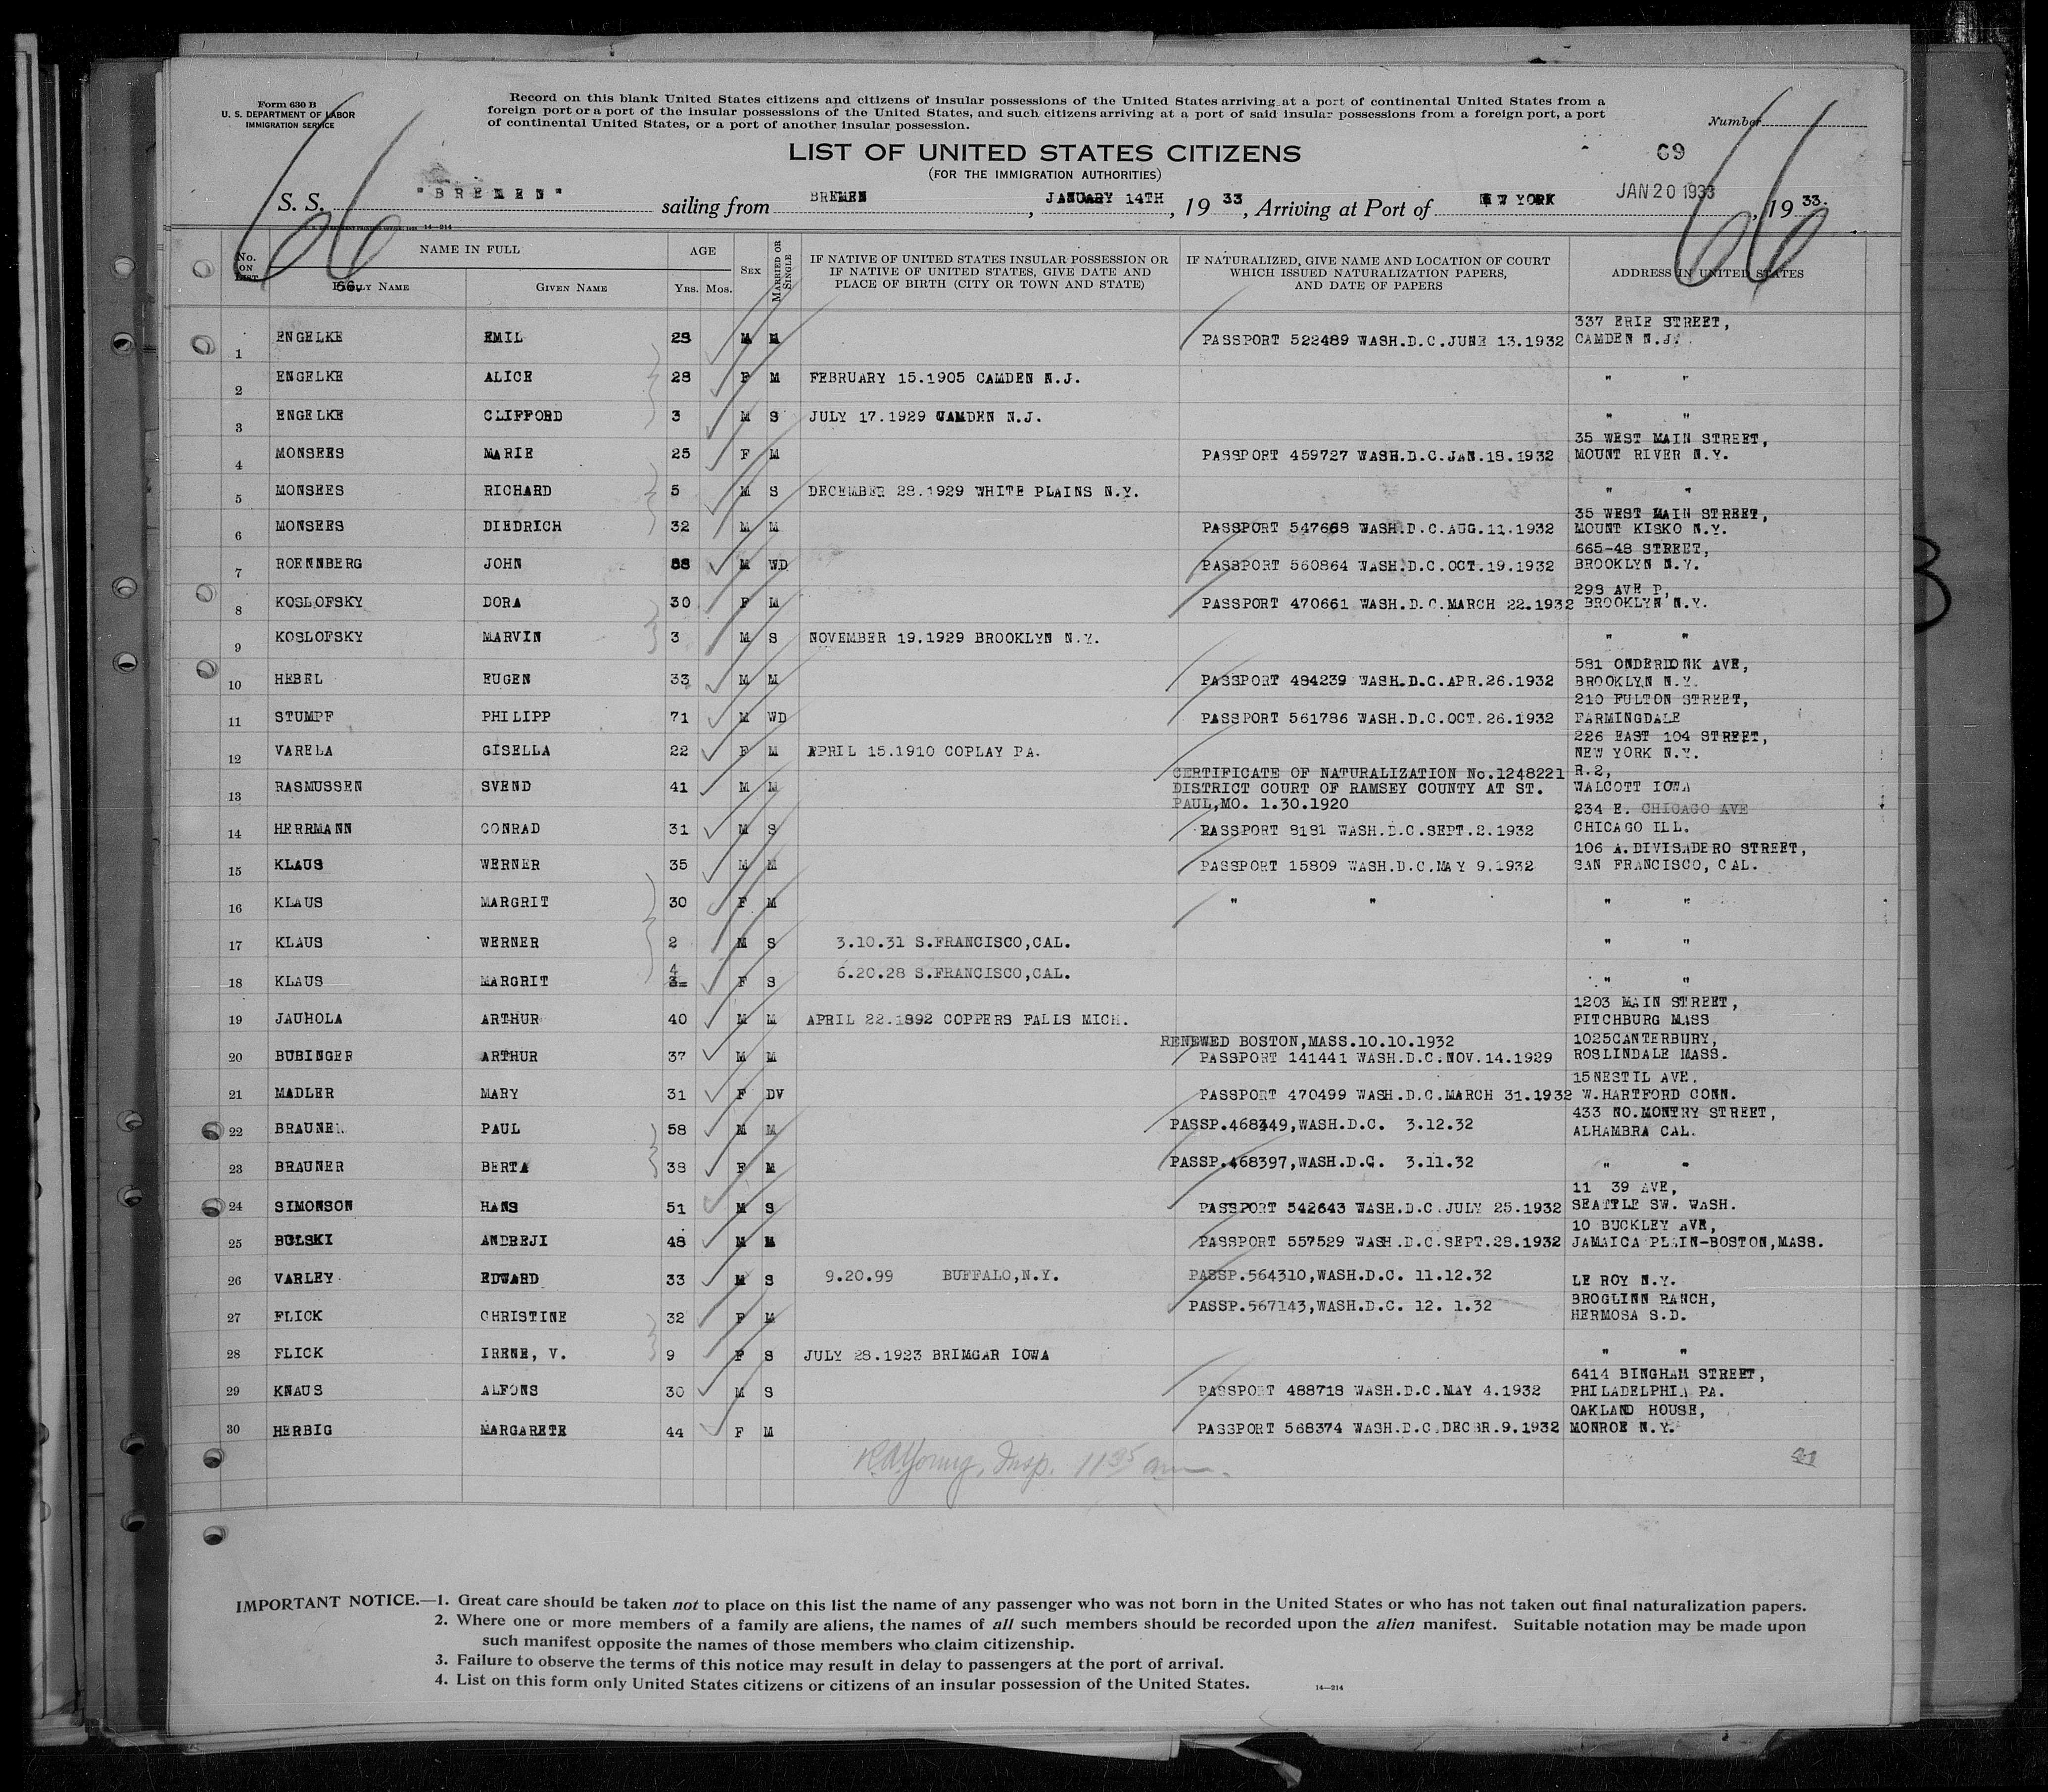 Form 630 B
U. S. DEPARTMENT OF LABOR
IMMIGRATION SERVICE
Record on this blank United States citizens and citizens of insular possessions of the United States arriving at a port of continental United States from a
foreign port or a port of the insular possessions of the United States, and such citizens arriving at a port of said insular possessions from a foreign port, a port
of continental United States, or a port of another insular possession.
Number
LIST OF UNITED STATES CITIZENS
(FOR THE IMMIGRATION AUTHORITIES)
69
66
66
S. S. "BREMEN" sailing from BREMEN, JANUARY 14TH, 19 33, Arriving at Port of NEW YORK JAN 20 1933, 19 33.
14—214
No. ON LIST 66. NAME IN FULL Family Name Given Name AGE Yrs. Mos. Sex Married or Single IF NATIVE OF UNITED STATES INSULAR POSSESSION OR IF NATIVE OF UNITED STATES, GIVE DATE AND PLACE OF BIRTH (CITY OR TOWN AND STATE) IF NATURALIZED, GIVE NAME AND LOCATION OF COURT WHICH ISSUED NATURALIZATION PAPERS, AND DATE OF PAPERS ADDRESS IN UNITED STATES
1 ENGELKE EMIL 28 M M PASSPORT 522489 WASH.D.C.JUNE 13.1932 337 ERIE STREET, CAMDEN N.J.
2 ENGELKE ALICE 28 F M FEBRUARY 15.1905 CAMDEN N.J. " "
3 ENGELKE CLIFFORD 3 M S JULY 17.1929 CAMDEN N.J. " "
4 MONSEES MARIE 25 F M PASSPORT 459727 WASH.D.C.JAN.18.1932 35 WEST MAIN STREET, MOUNT RIVER N.Y.
5 MONSEES RICHARD 5 M S DECEMBER 28.1929 WHITE PLAINS N.Y. " "
6 MONSEES DIEDRICH 32 M M PASSPORT 547668 WASH.D.C.AUG.11.1932 35 WEST MAIN STREET, MOUNT KISKO N.Y.
7 ROENNBERG JOHN 58 M WD PASSPORT 560864 WASH.D.C.OCT.19.1932 665-48 STREET, BROOKLYN N.Y.
8 KOSLOFSKY DORA 30 F M PASSPORT 470661 WASH.D.C.MARCH 22.1932 298 AVE P, BROOKLYN N.Y.
9 KOSLOFSKY MARVIN 3 M S NOVEMBER 19.1929 BROOKLYN N.Y. " "
10 HEBEL EUGEN 33 M M PASSPORT 484239 WASH.D.C.APR.26.1932 581 ONDERDONK AVE, BROOKLYN N.Y.
11 STUMPF PHILIPP 71 M WD PASSPORT 561786 WASH.D.C.OCT.26.1932 210 FULTON STREET, FARMINGDALE
12 VARELA GISELLA 22 F M APRIL 15.1910 COPLAY PA. 226 EAST 104 STREET, NEW YORK N.Y.
13 RASMUSSEN SVEND 41 M M CERTIFICATE OF NATURALIZATION No.1248221 DISTRICT COURT OF RAMSEY COUNTY AT ST. PAUL,MO. 1.30.1920 R.2, WALCOTT IOWA
14 HERRMANN CONRAD 31 M S PASSPORT 8181 WASH.D.C.SEPT.2.1932 234 E. CHICAGO AVE CHICAGO ILL.
15 KLAUS WERNER 35 M M PASSPORT 15809 WASH.D.C.MAY 9.1932 106 A.DIVISADERO STREET, SAN FRANCISCO, CAL.
16 KLAUS MARGRIT 30 F M " " " "
17 KLAUS WERNER 2 M S 3.10.31 S.FRANCISCO,CAL. " "
18 KLAUS MARGRIT 4 3 F S 6.20.28 S.FRANCISCO,CAL. " "
19 JAUHOLA ARTHUR 40 M M APRIL 22.1892 COPPERS FALLS MICH. 1203 MAIN STREET, FITCHBURG MASS
20 BUBINGER ARTHUR 37 M M RENEWED BOSTON,MASS.10.10.1932 PASSPORT 141441 WASH.D.C.NOV.14.1929 1025CANTERBURY, ROSLINDALE MASS.
21 MADLER MARY 31 F DV PASSPORT 470499 WASH.D.C.MARCH 31.1932 15NESTIL AVE. W.HARTFORD CONN.
22 BRAUNER PAUL 58 M M PASSP.468449,WASH.D.C. 3.12.32 433 NO.MONTRY STREET, ALHAMBRA CAL.
23 BRAUNER BERTA 38 F M PASSP.468397,WASH.D.C. 3.11.32 " "
24 SIMONSON HANS 51 M S PASSPORT 542643 WASH.D.C.JULY 25.1932 11 39 AVE, SEATTLE SW. WASH.
25 BULSKI ANDREJI 48 M M PASSPORT 557529 WASH.D.C.SEPT.28.1932 10 BUCKLEY AVE, JAMAICA PLAIN-BOSTON,MASS.
26 VARLEY EDWARD 33 M S 9.20.99 BUFFALO,N.Y. PASSP.564310,WASH.D.C. 11.12.32 LE ROY N.Y.
27 FLICK CHRISTINE 32 F M PASSP.567143,WASH.D.C. 12. 1.32 BROGLINN RANCH, HERMOSA S.D.
28 FLICK IRENE, V. 9 F S JULY 28.1923 BRIMGAR IOWA " "
29 KNAUS ALFONS 30 M S PASSPORT 488718 WASH.D.C.MAY 4.1932 6414 BINGHAM STREET, PHILADELPHIA PA.
30 HERBIG MARGARETE 44 F M PASSPORT 568374 WASH.D.C.DECBR.9.1932 OAKLAND HOUSE, MONROE N.Y.
Young, Insp. 11 35 am.
IMPORTANT NOTICE.—1. Great care should be taken not to place on this list the name of any passenger who was not born in the United States or who has not taken out final naturalization papers.
2. Where one or more members of a family are aliens, the names of all such members should be recorded upon the alien manifest. Suitable notation may be made upon
such manifest opposite the names of those members who claim citizenship.
3. Failure to observe the terms of this notice may result in delay to passengers at the port of arrival.
4. List on this form only United States citizens or citizens of an insular possession of the United States.
14—214